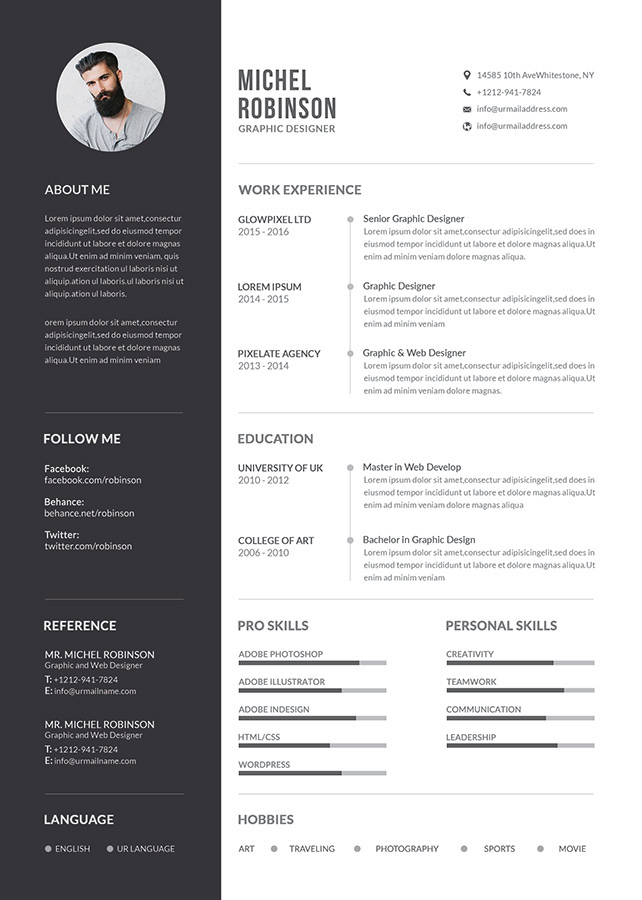 MICHEL
ROBINSON
GRAPHIC DESIGNER
14585 10th AveWhitestone, NY
+1212-941-7824
info@urmailaddress.com
info@urmailaddress.com
ABOUT ME
Lorem ipsum dolor sit amet,consectur
adipisicingelit,sed do eiusmod tempor
incididunt ut labore et dolore magnas
aliqua.Ut enim ad minim veniam, quis
nostrud exercitation ul laboris nisi ut
aliquip.ation ul laboris.ul laboris nisi ut
aliquip.ation ul laboris.
orem ipsum dolor sit amet,consectur
adipisicingelit,sed do eiusmod tempor
incididunt ut labore et dolore magnas
aliqua.Ut enim ad minim veniam
FOLLOW ME
Facebook:
facebook.com/robinson
Behance:
behance.net/robinson
Twitter:
twitter.com/robinson
REFERENCE
MR. MICHEL ROBINSON
Graphic and Web Designer
T: +1212-941-7824
E: info@urmailname.com
MR. MICHEL ROBINSON
Graphic and Web Designer
T: +1212-941-7824
E: info@urmailname.com
LANGUAGE
ENGLISH UR LANGUAGE
WORK EXPERIENCE
GLOWPIXEL LTD
2015 - 2016
Senior Graphic Designer
Lorem ipsum dolor sit amet,consectur adipisicingelit,sed does in
eiusmod tempor incididunt ut labore et dolore magnas aliqua.Ut
enim ad minim veniam dolore magnas aliqua.
LOREM IPSUM
2014 - 2015
Graphic Designer
Lorem ipsum dolor sit amet,consectur adipisicingelit,sed does in
eiusmod tempor incididunt ut labore et dolore magnas aliqua.Ut
enim ad minim veniam
PIXELATE AGENCY
2013 - 2014
Graphic & Web Designer
Lorem ipsum dolor sit amet,consectur adipisicingelit,sed does in
eiusmod tempor incididunt ut labore et dolore magnas aliqua.Ut
enim ad minim veniam dolore magnas.
EDUCATION
UNIVERSITY OF UK
2010 - 2012
Master in Web Develop
Lorem ipsum dolor sit amet,consectur adipisicingelit,sed does in
eiusmod tempor incididunt ut labore et dolore magnas aliqua.Ut
enim ad minim veniam dolore magnas aliqua
COLLEGE OF ART
2006 - 2010
Bachelor in Graphic Design
Lorem ipsum dolor sit amet,consectur adipisicingelit,sed does in
eiusmod tempor incididunt ut labore et dolore magnas aliqua.Ut
enim ad minim veniam
PRO SKILLS
ADOBE PHOTOSHOP
ADOBE ILLUSTRATOR
ADOBE INDESIGN
HTML/CSS
WORDPRESS
PERSONAL SKILLS
CREATIVITY
TEAMWORK
COMMUNICATION
LEADERSHIP
HOBBIES
ART TRAVELING PHOTOGRAPHY SPORTS MOVIE